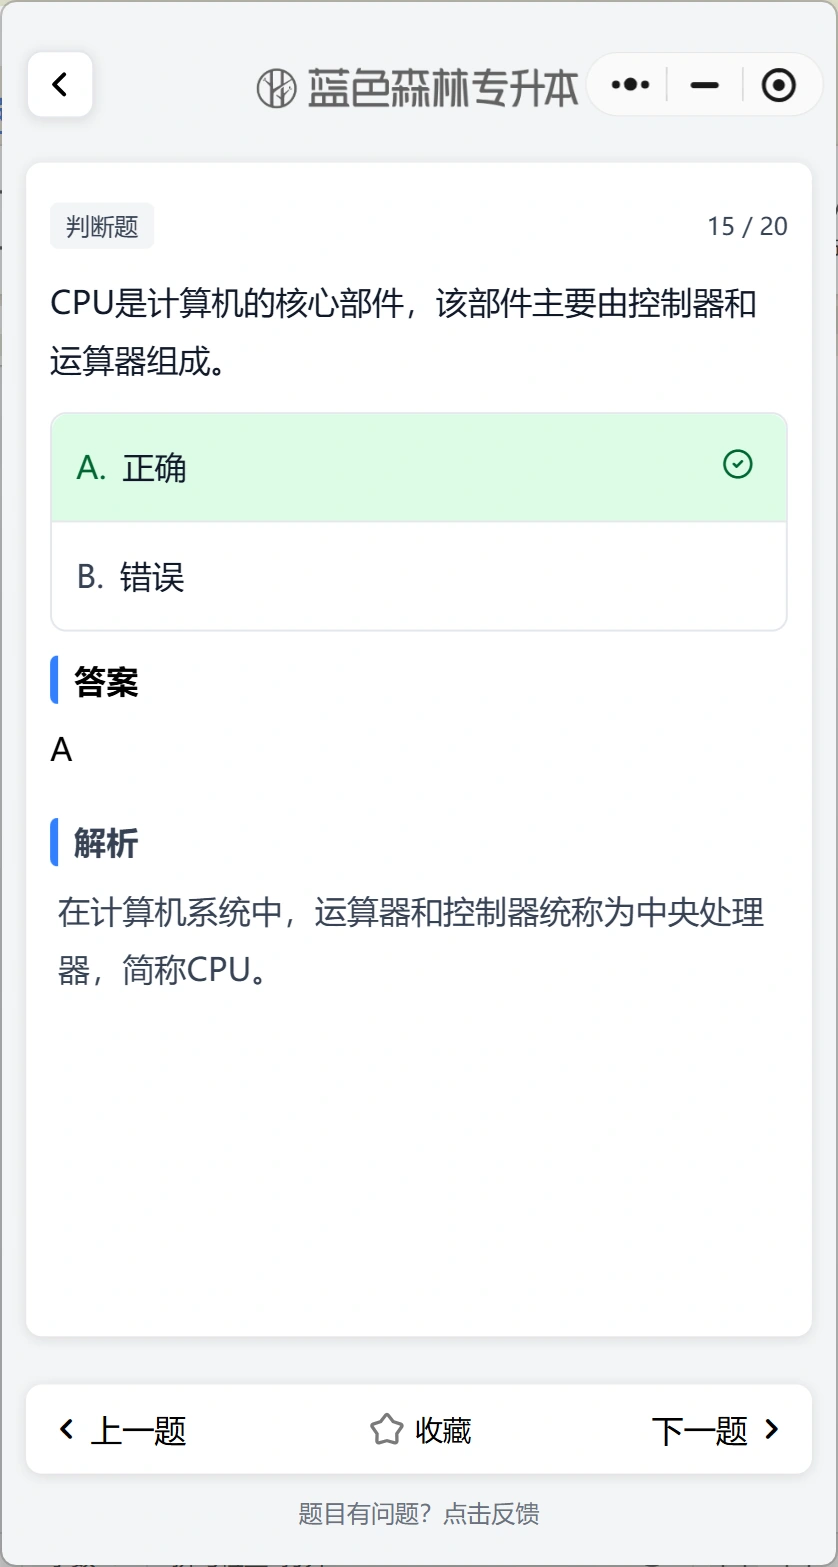 蓝色森林专升本
判断题
15 / 20
CPU是计算机的核心部件，该部件主要由控制器和
运算器组成。
A. 正确
B. 错误
答案
A
解析
在计算机系统中，运算器和控制器统称为中央处理
器，简称CPU。
上一题
收藏
下一题
题目有问题？点击反馈